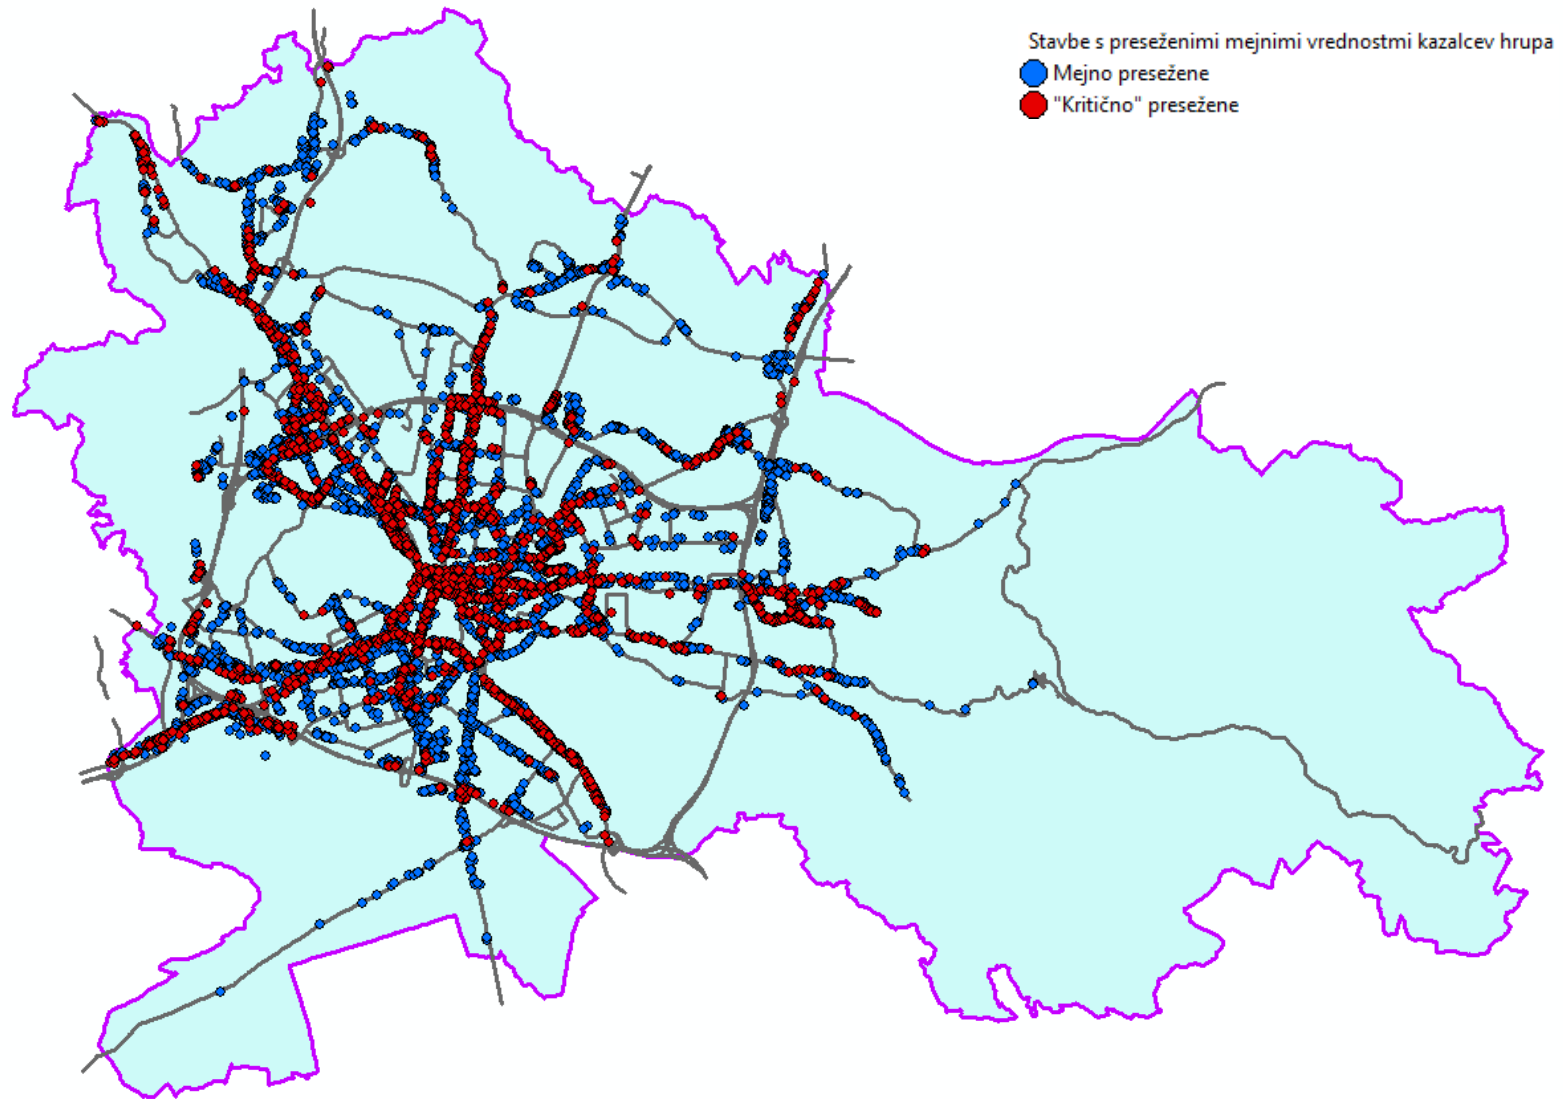 Stavbe s preseženimi mejnimi vrednostmi kazalcev hrupa
Mejno presežene
"Kritično" presežene